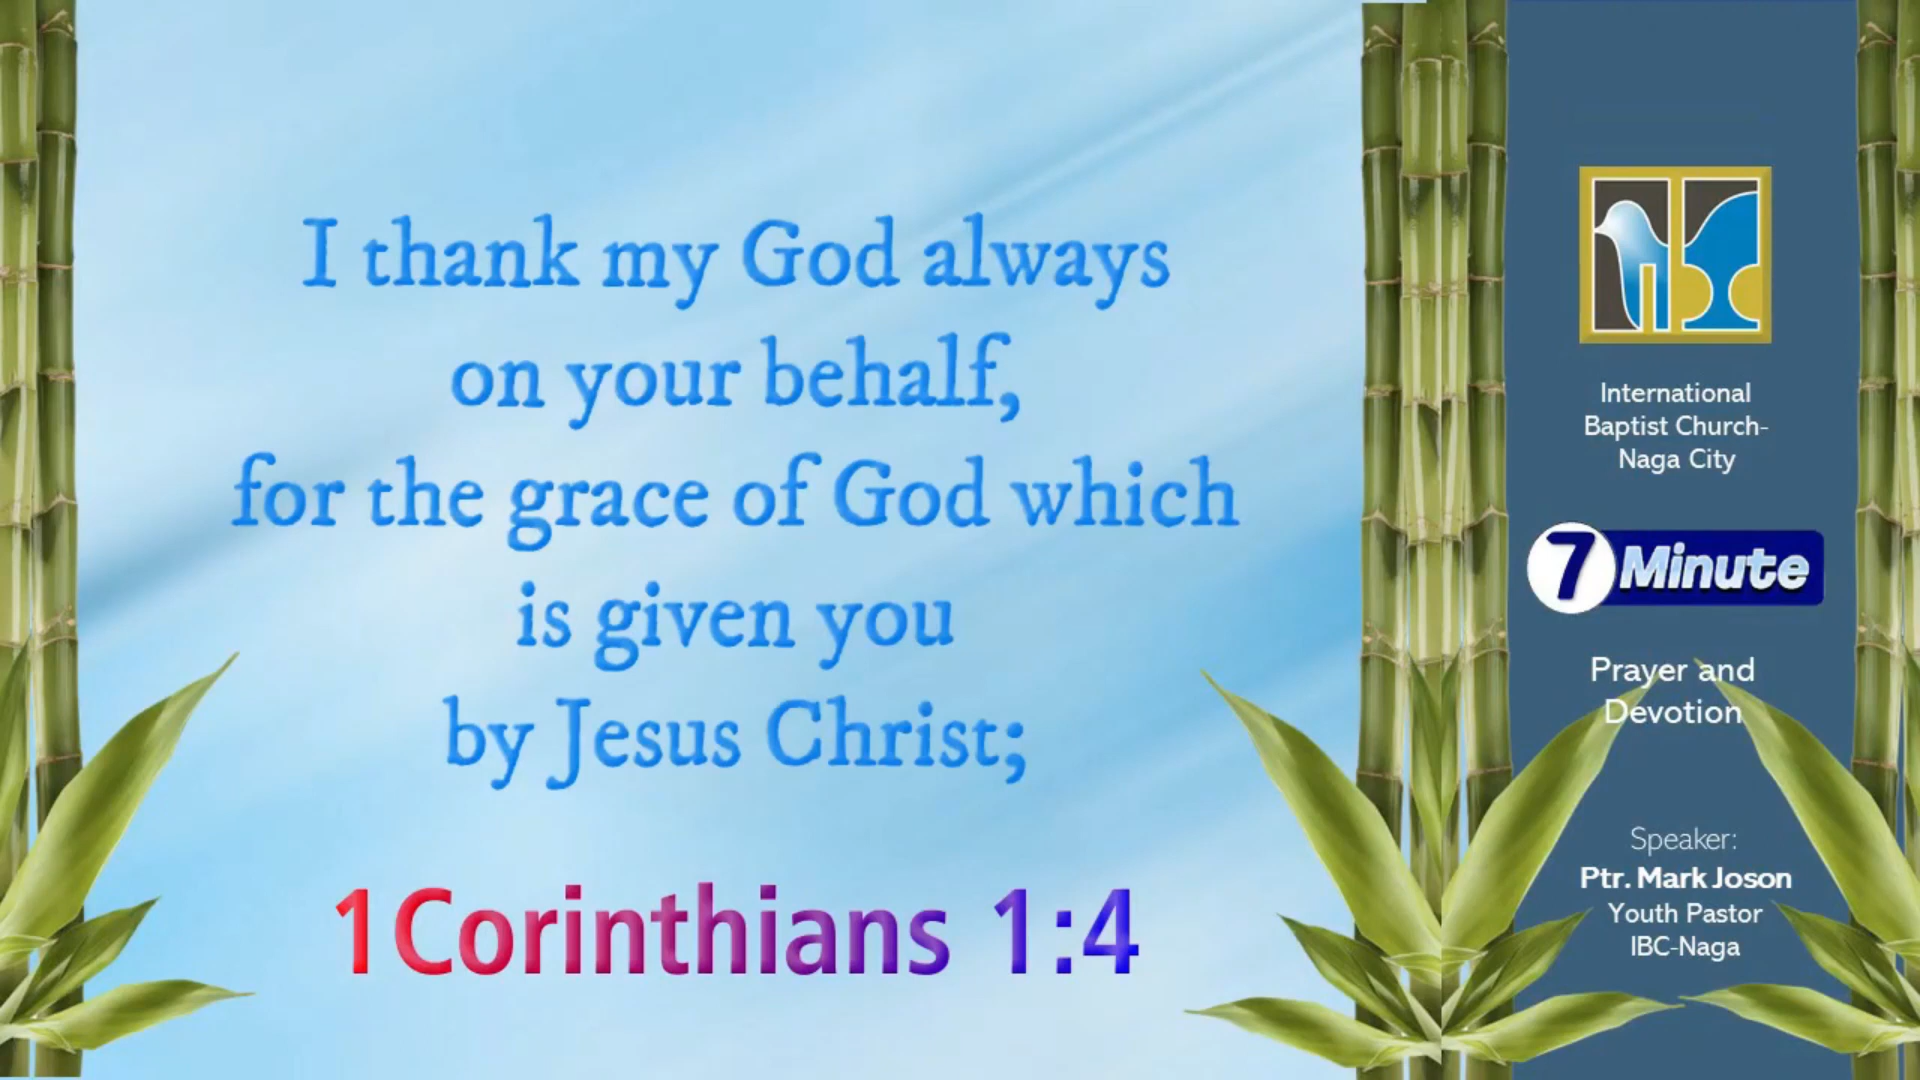 I thank my God always
on your behalf,
for the grace of God which
is given you
by Jesus Christ;
1Corinthians 1:4
International
Baptist Church-
Naga City
7 Minute
Prayer and
Devotion
Speaker:
Ptr. Mark Joson
Youth Pastor
IBC-Naga